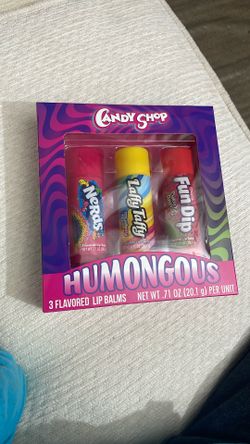 CANDY SHOP
NERDS
Laffy Taffy
Fun Dip
HUMONGOUS
3 FLAVORED LIP BALMS
NET WT .71 OZ (20.1 g) PER UNIT